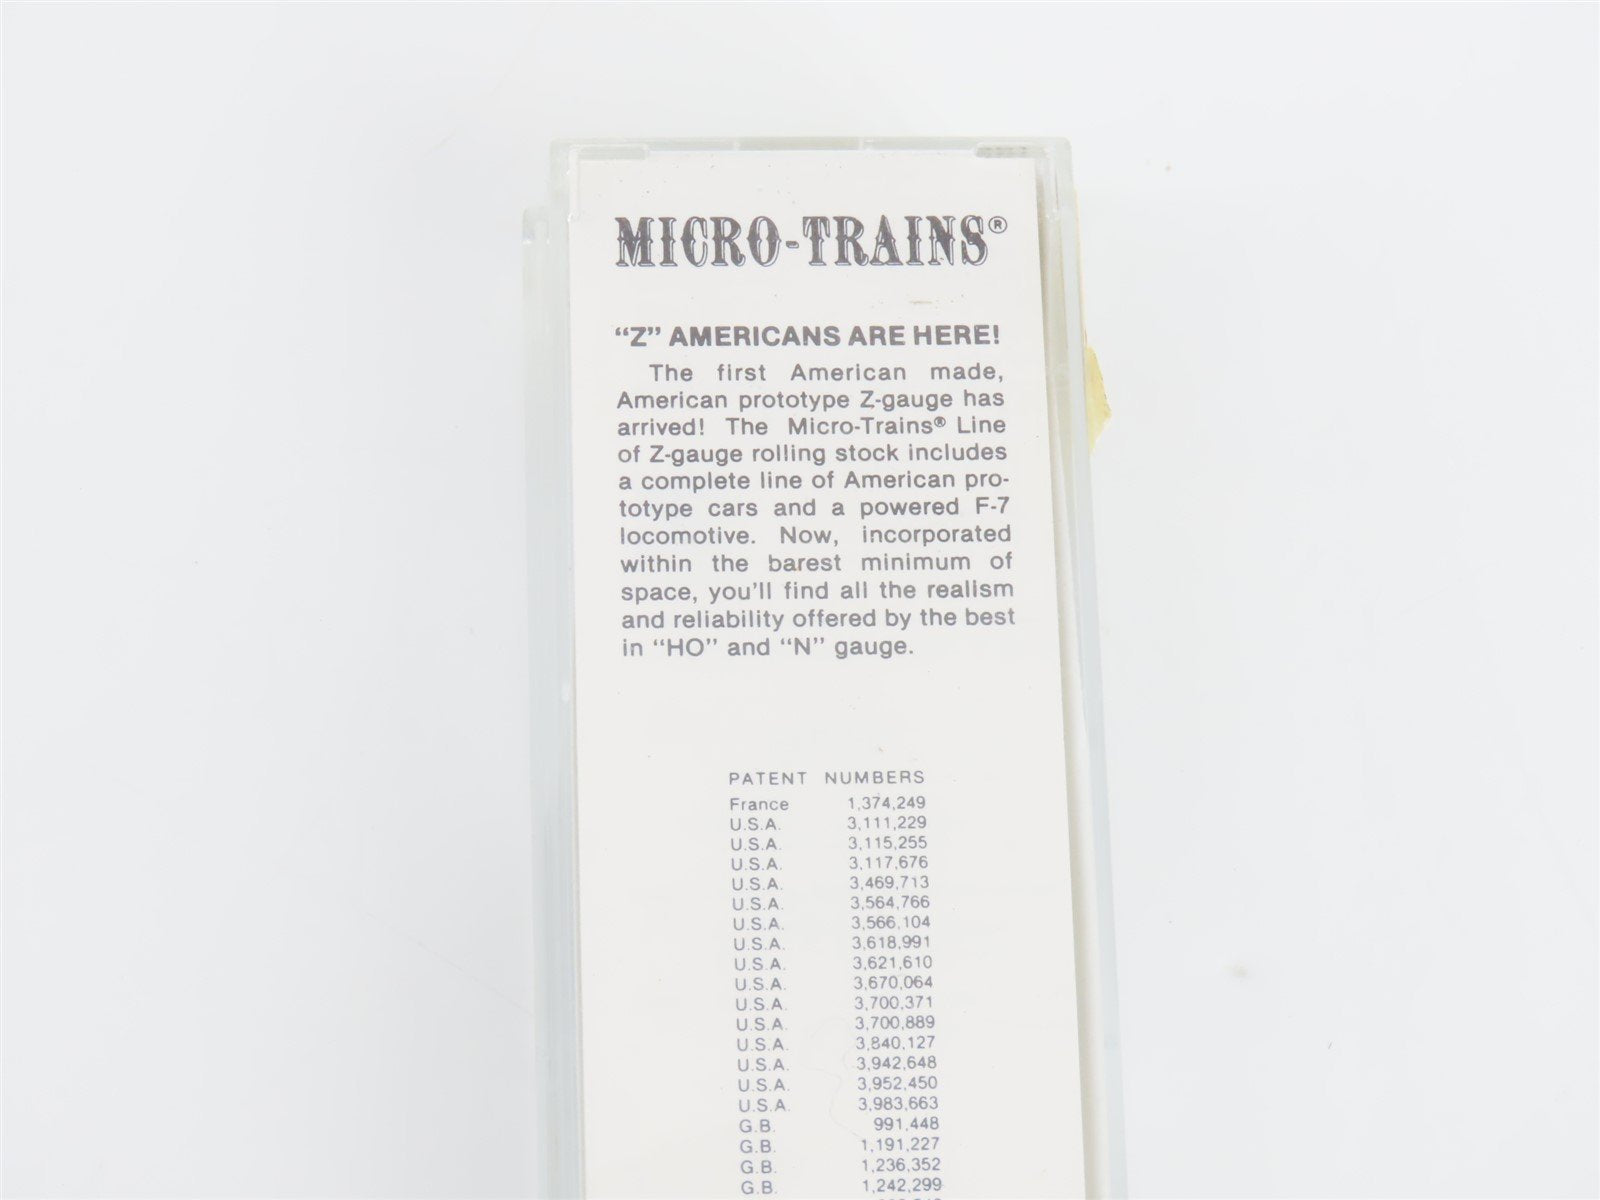 MICRO-TRAINS®
“Z” AMERICANS ARE HERE!
The first American made,
American prototype Z-gauge has
arrived! The Micro-Trains® Line
of Z-gauge rolling stock includes
a complete line of American pro-
totype cars and a powered F-7
locomotive. Now, incorporated
within the barest minimum of
space, you'll find all the realism
and reliability offered by the best
in “HO” and “N” gauge.
PATENT NUMBERS
France 1,374,249
U.S.A. 3,111,229
U.S.A. 3,115,255
U.S.A. 3,117,676
U.S.A. 3,469,713
U.S.A. 3,564,766
U.S.A. 3,566,104
U.S.A. 3,618,991
U.S.A. 3,621,610
U.S.A. 3,670,064
U.S.A. 3,700,371
U.S.A. 3,700,889
U.S.A. 3,840,127
U.S.A. 3,942,648
U.S.A. 3,952,450
U.S.A. 3,983,663
G.B. 991,448
G.B. 1,191,227
G.B. 1,236,352
G.B. 1,242,299